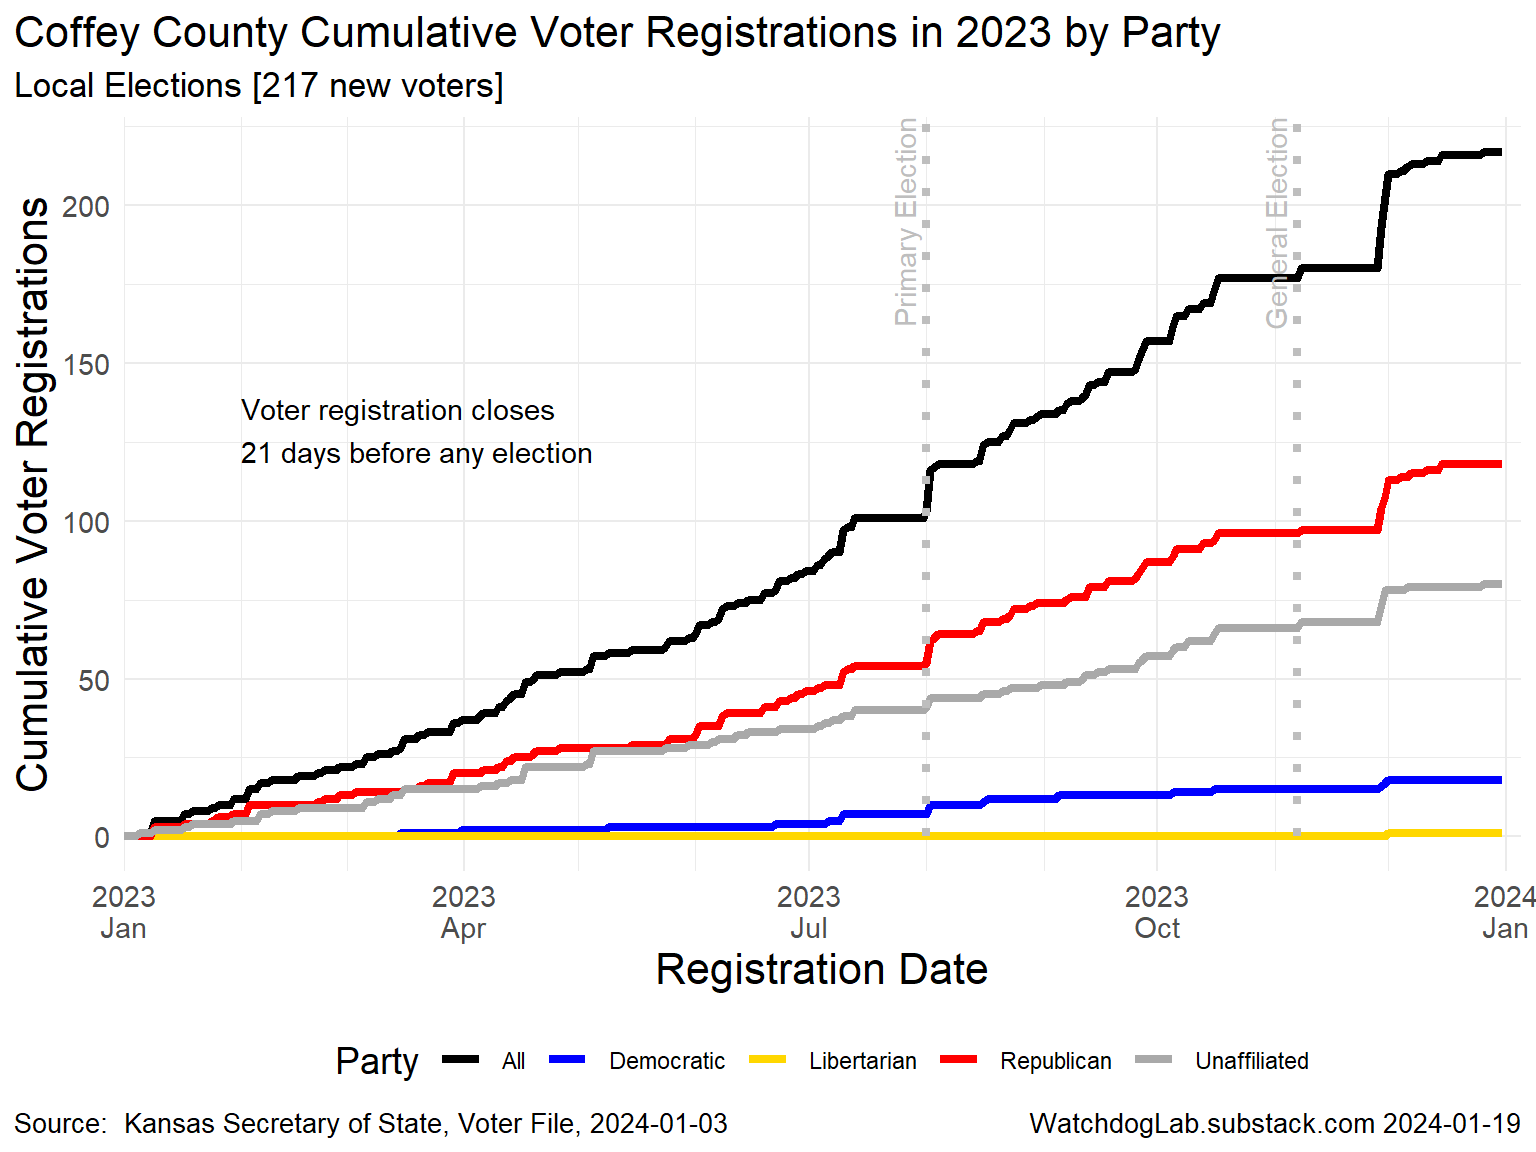 Coffey County Cumulative Voter Registrations in 2023 by Party
Local Elections [217 new voters]
Cumulative Voter Registrations
200
150
100
50
0
Primary Election
General Election
Voter registration closes
21 days before any election
2023 2023 2023 2023 2024
Jan Apr Jul Oct Jan
Registration Date
Party All Democratic Libertarian Republican Unaffiliated
Source:  Kansas Secretary of State, Voter File, 2024-01-03
WatchdogLab.substack.com 2024-01-19